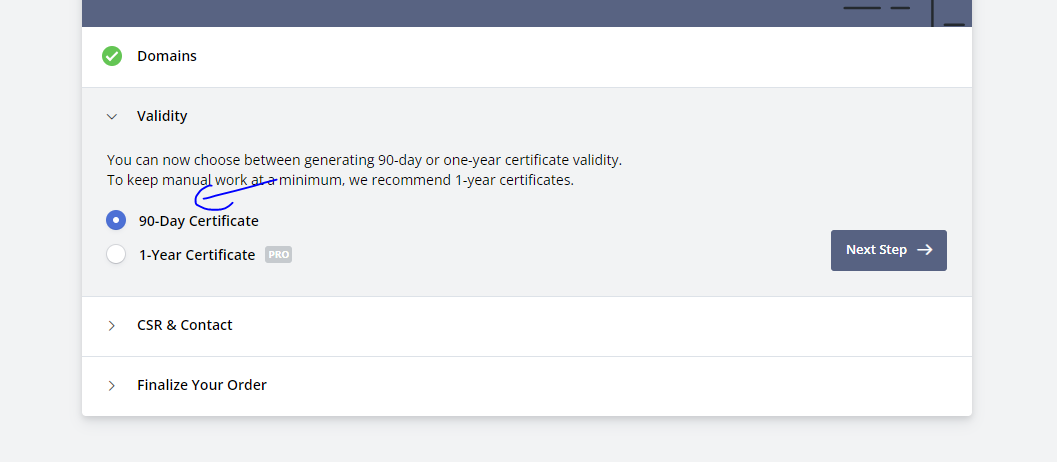 Domains
Validity
You can now choose between generating 90-day or one-year certificate validity.
To keep manual work at a minimum, we recommend 1-year certificates.
90-Day Certificate
1-Year Certificate PRO
Next Step
CSR & Contact
Finalize Your Order